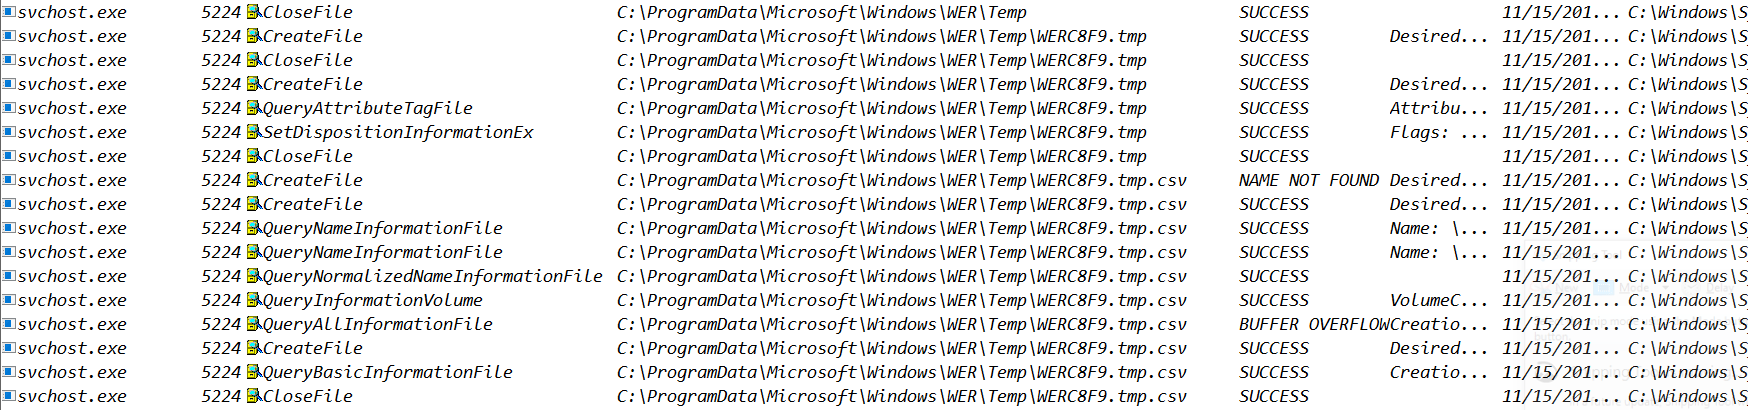 svchost.exe 5224 CloseFile C:\ProgramData\Microsoft\Windows\WER\Temp SUCCESS 11/15/201... C:\Windows\S
svchost.exe 5224 CreateFile C:\ProgramData\Microsoft\Windows\WER\Temp\WERC8F9.tmp SUCCESS Desired... 11/15/201... C:\Windows\S
svchost.exe 5224 CloseFile C:\ProgramData\Microsoft\Windows\WER\Temp\WERC8F9.tmp SUCCESS 11/15/201... C:\Windows\S
svchost.exe 5224 CreateFile C:\ProgramData\Microsoft\Windows\WER\Temp\WERC8F9.tmp SUCCESS Desired... 11/15/201... C:\Windows\S
svchost.exe 5224 QueryAttributeTagFile C:\ProgramData\Microsoft\Windows\WER\Temp\WERC8F9.tmp SUCCESS Attribu... 11/15/201... C:\Windows\S
svchost.exe 5224 SetDispositionInformationEx C:\ProgramData\Microsoft\Windows\WER\Temp\WERC8F9.tmp SUCCESS Flags: ... 11/15/201... C:\Windows\S
svchost.exe 5224 CloseFile C:\ProgramData\Microsoft\Windows\WER\Temp\WERC8F9.tmp SUCCESS 11/15/201... C:\Windows\S
svchost.exe 5224 CreateFile C:\ProgramData\Microsoft\Windows\WER\Temp\WERC8F9.tmp.csv NAME NOT FOUND Desired... 11/15/201... C:\Windows\S
svchost.exe 5224 CreateFile C:\ProgramData\Microsoft\Windows\WER\Temp\WERC8F9.tmp.csv SUCCESS Desired... 11/15/201... C:\Windows\S
svchost.exe 5224 QueryNameInformationFile C:\ProgramData\Microsoft\Windows\WER\Temp\WERC8F9.tmp.csv SUCCESS Name: \... 11/15/201... C:\Windows\S
svchost.exe 5224 QueryNameInformationFile C:\ProgramData\Microsoft\Windows\WER\Temp\WERC8F9.tmp.csv SUCCESS Name: \... 11/15/201... C:\Windows\S
svchost.exe 5224 QueryNormalizedNameInformationFile C:\ProgramData\Microsoft\Windows\WER\Temp\WERC8F9.tmp.csv SUCCESS 11/15/201... C:\Windows\S
svchost.exe 5224 QueryInformationVolume C:\ProgramData\Microsoft\Windows\WER\Temp\WERC8F9.tmp.csv SUCCESS VolumeC... 11/15/201... C:\Windows\S
svchost.exe 5224 QueryAllInformationFile C:\ProgramData\Microsoft\Windows\WER\Temp\WERC8F9.tmp.csv BUFFER OVERFLOW Creatio... 11/15/201... C:\Windows\S
svchost.exe 5224 CreateFile C:\ProgramData\Microsoft\Windows\WER\Temp\WERC8F9.tmp.csv SUCCESS Desired... 11/15/201... C:\Windows\S
svchost.exe 5224 QueryBasicInformationFile C:\ProgramData\Microsoft\Windows\WER\Temp\WERC8F9.tmp.csv SUCCESS Creatio... 11/15/201... C:\Windows\S
svchost.exe 5224 CloseFile C:\ProgramData\Microsoft\Windows\WER\Temp\WERC8F9.tmp.csv SUCCESS 11/15/201... C:\Windows\S